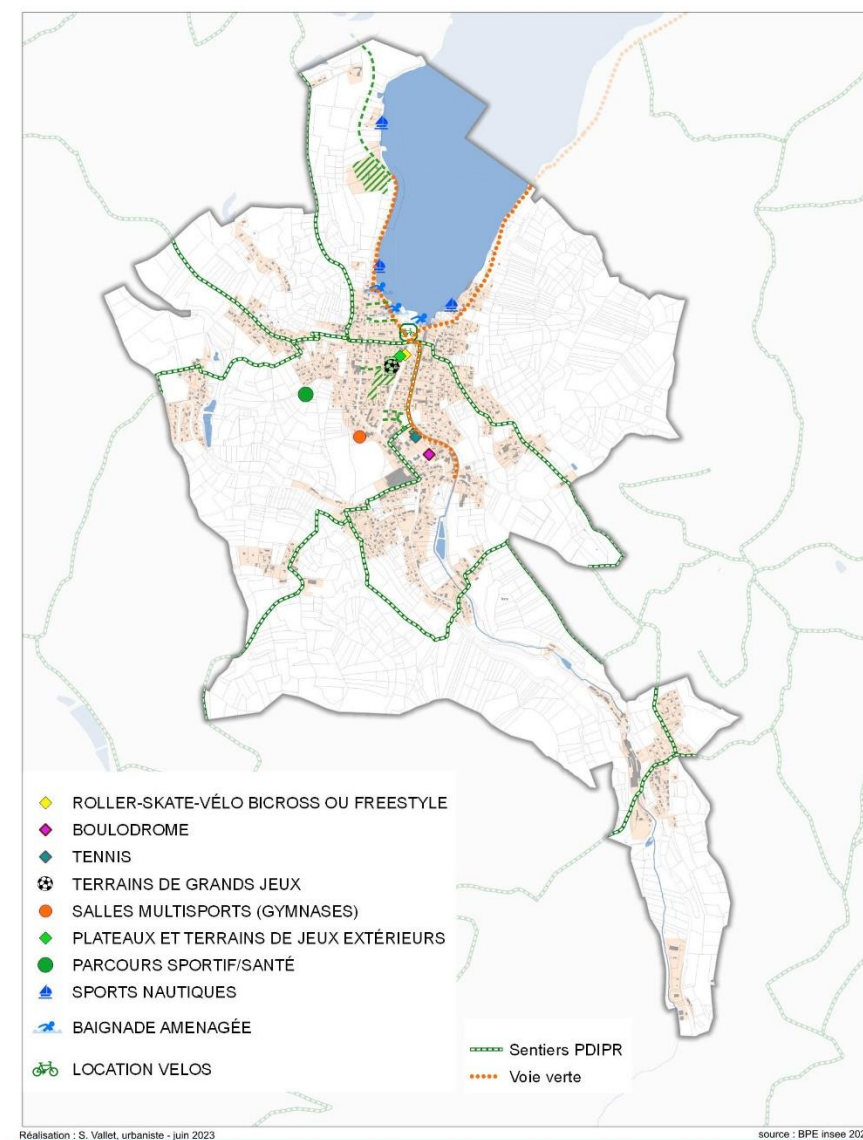 ROLLER-SKATE-VÉLO BICROSS OU FREESTYLE
BOULODROME
TENNIS
TERRAINS DE GRANDS JEUX
SALLES MULTISPORTS (GYMNASES)
PLATEAUX ET TERRAINS DE JEUX EXTÉRIEURS
PARCOURS SPORTIF/SANTÉ
SPORTS NAUTIQUES
BAIGNADE AMENAGÉE
LOCATION VELOS
Sentiers PDIPR
Voie verte
Réalisation : S. Vallet, urbaniste - juin 2023
source : BPE insee